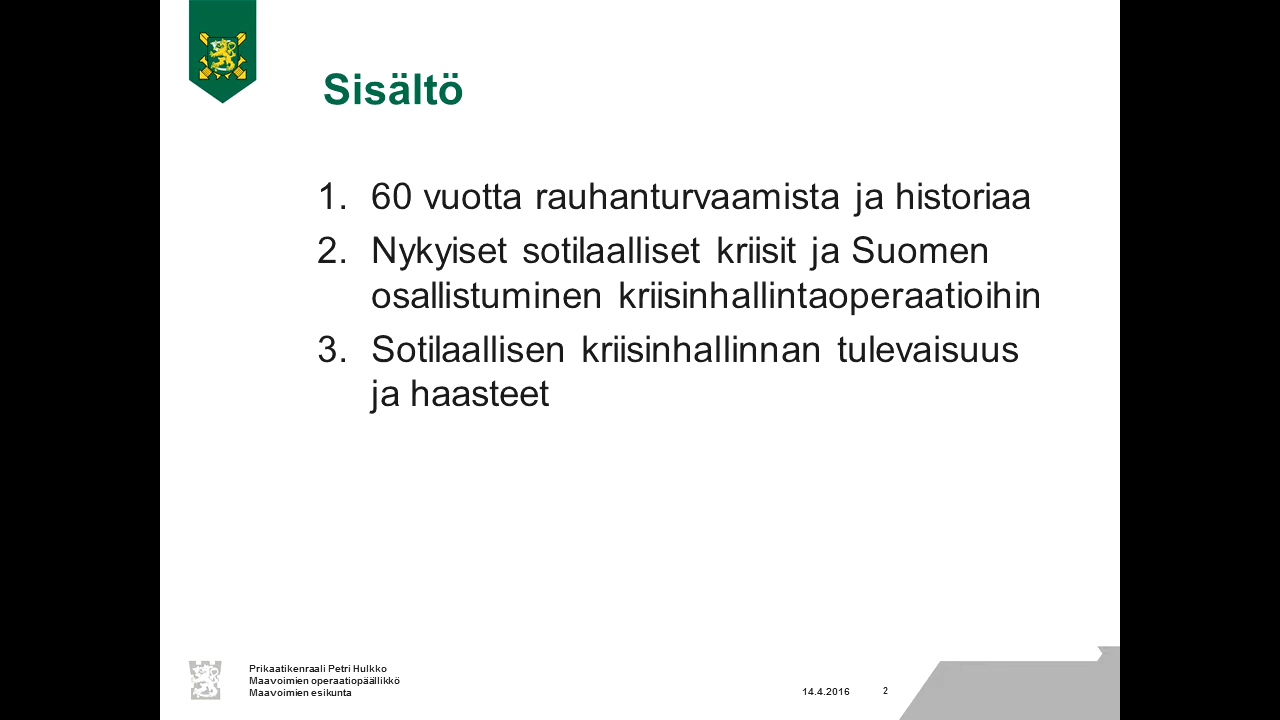 Sisältö
1. 60 vuotta rauhanturvaamista ja historiaa
2. Nykyiset sotilaalliset kriisit ja Suomen
osallistuminen kriisinhallintaoperaatioihin
3. Sotilaallisen kriisinhallinnan tulevaisuus
ja haasteet
Prikaatikenraali Petri Hulkko
Maavoimien operaatiopäällikkö
Maavoimien esikunta
14.4.2016 2